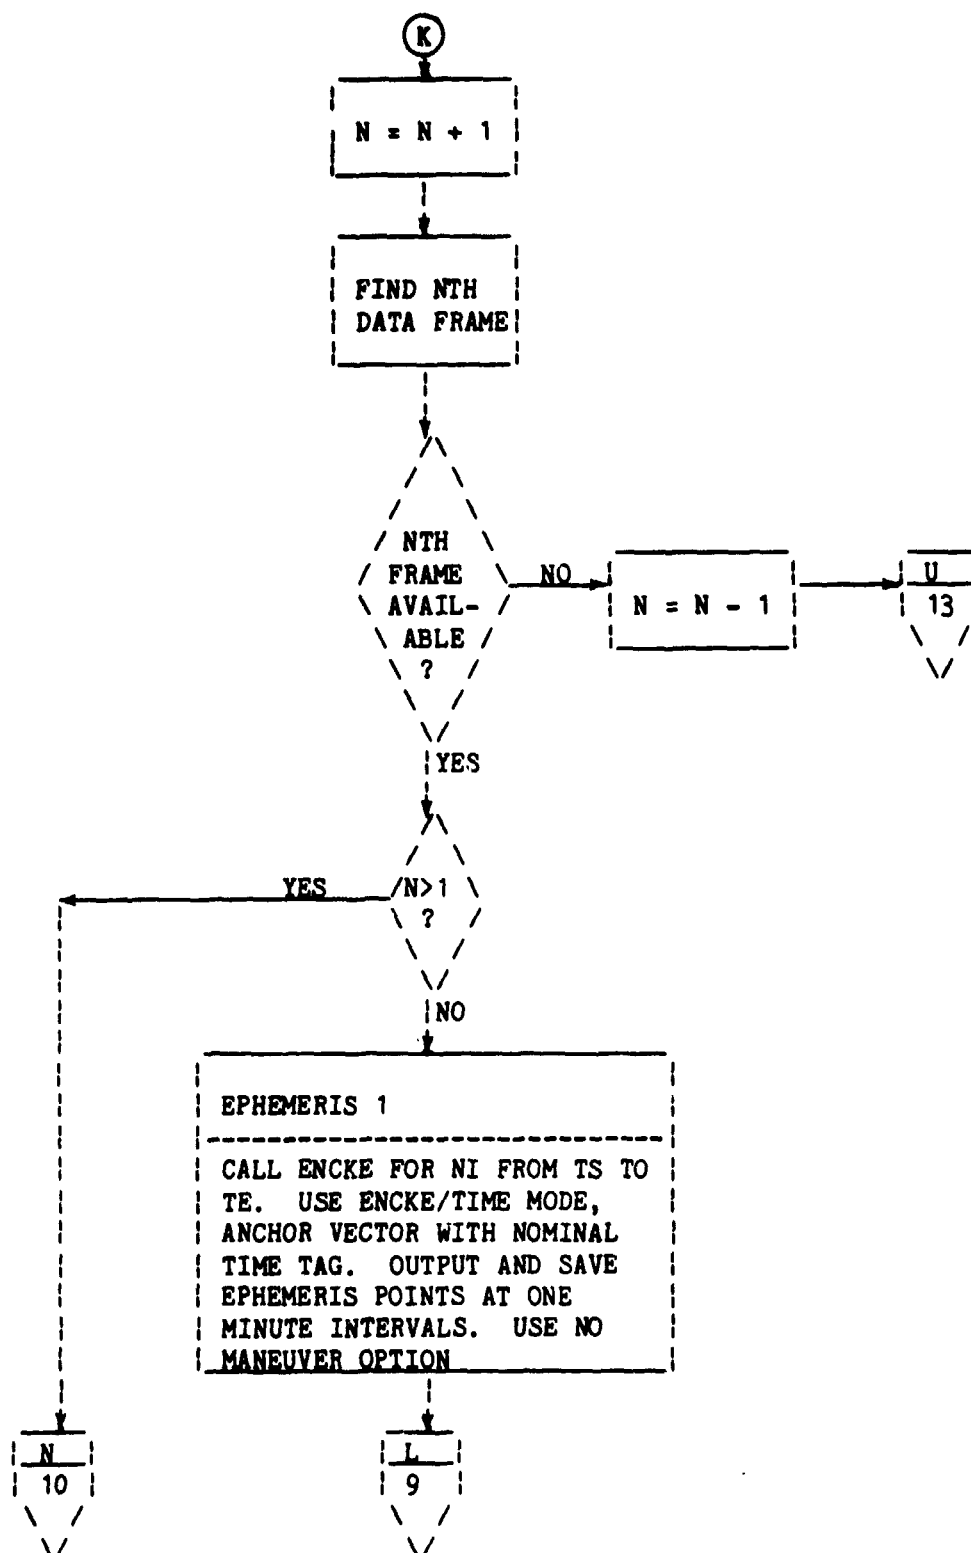 K
N = N + 1
FIND NTH
DATA FRAME
NTH
FRAME
AVAIL-
ABLE
?
NO
N = N - 1
U
13
YES
N>1
?
YES
NO
EPHEMERIS 1
CALL ENCKE FOR NI FROM TS TO
TE. USE ENCKE/TIME MODE,
ANCHOR VECTOR WITH NOMINAL
TIME TAG. OUTPUT AND SAVE
EPHEMERIS POINTS AT ONE
MINUTE INTERVALS. USE NO
MANEUVER OPTION
N
10
L
9